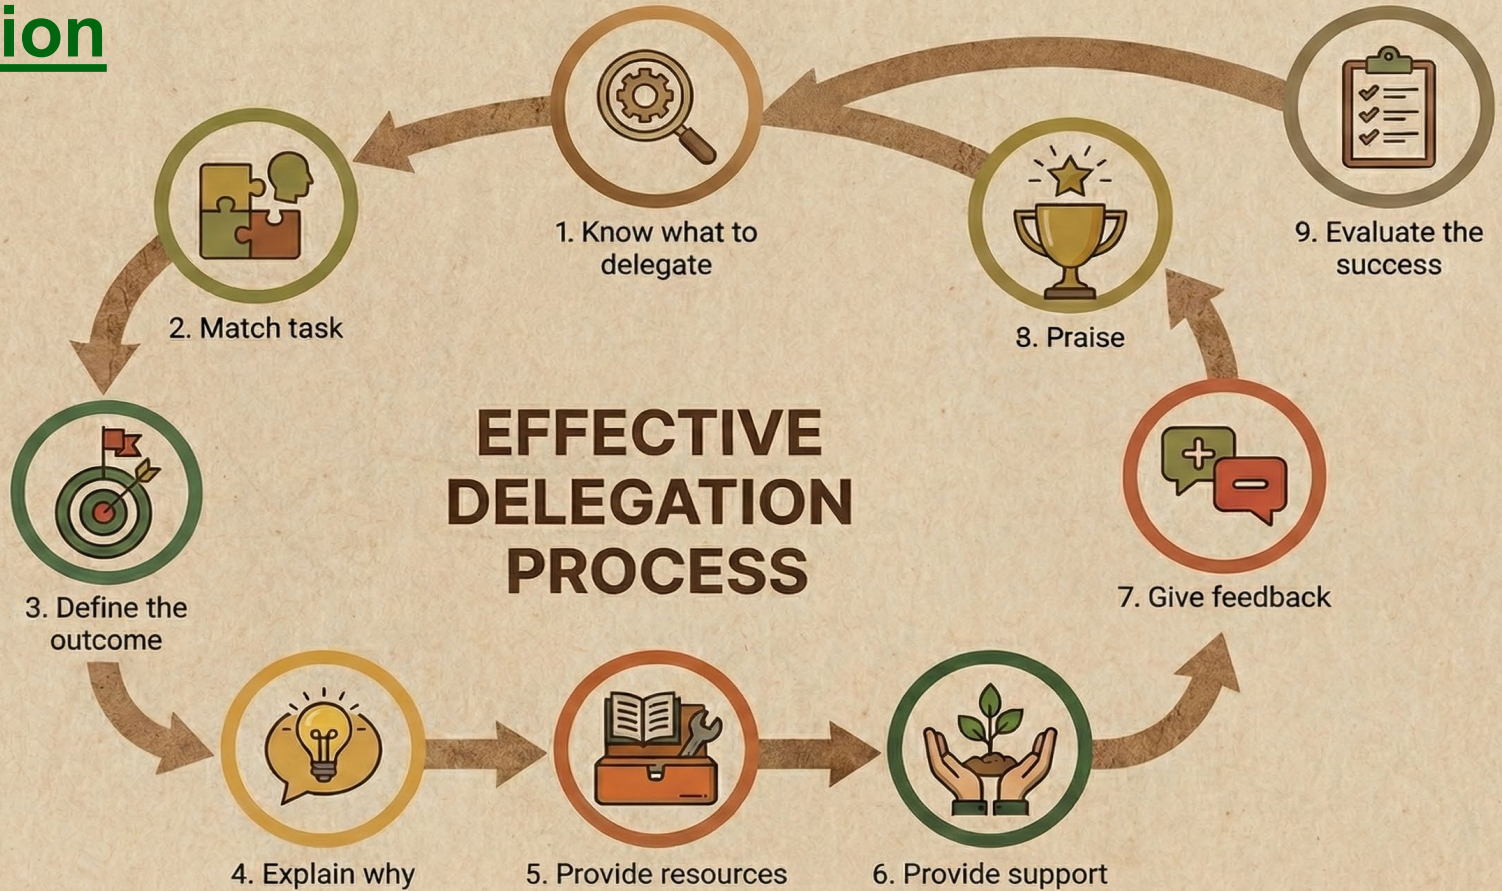 ion
1. Know what to
delegate
2. Match task
3. Define the
outcome
4. Explain why
5. Provide resources
6. Provide support
7. Give feedback
8. Praise
9. Evaluate the
success
EFFECTIVE
DELEGATION
PROCESS